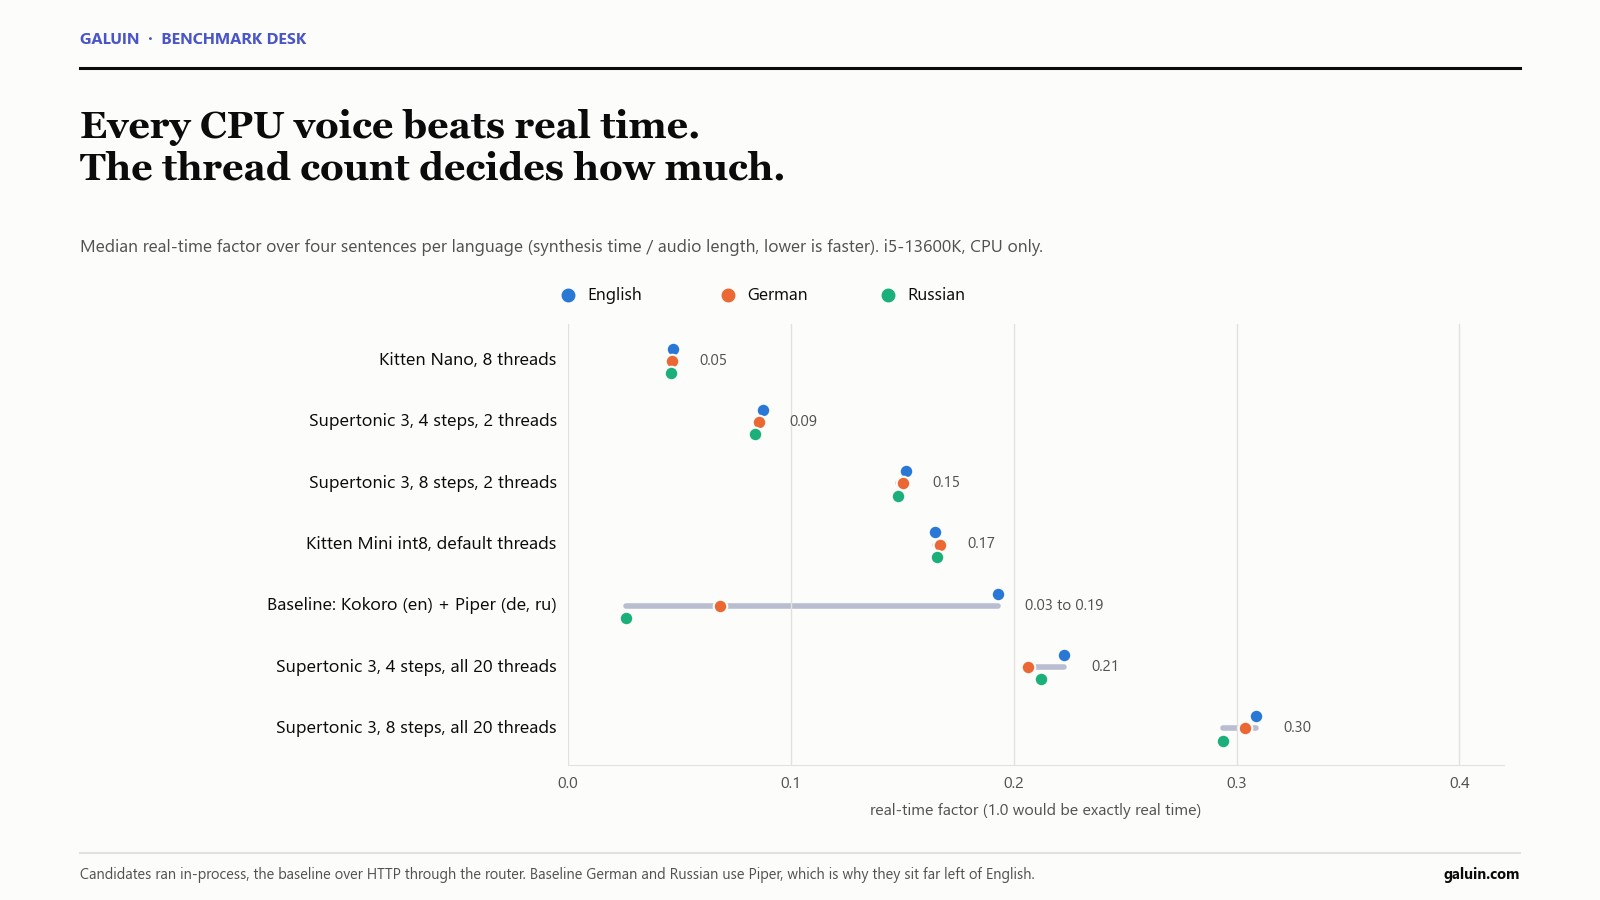 GALUIN · BENCHMARK DESK
Every CPU voice beats real time.
The thread count decides how much.
Median real-time factor over four sentences per language (synthesis time / audio length, lower is faster). i5-13600K, CPU only.
English German Russian
Kitten Nano, 8 threads 0.05
Supertonic 3, 4 steps, 2 threads 0.09
Supertonic 3, 8 steps, 2 threads 0.15
Kitten Mini int8, default threads 0.17
Baseline: Kokoro (en) + Piper (de, ru) 0.03 to 0.19
Supertonic 3, 4 steps, all 20 threads 0.21
Supertonic 3, 8 steps, all 20 threads 0.30
0.0 0.1 0.2 0.3 0.4
real-time factor (1.0 would be exactly real time)
Candidates ran in-process, the baseline over HTTP through the router. Baseline German and Russian use Piper, which is why they sit far left of English. galuin.com